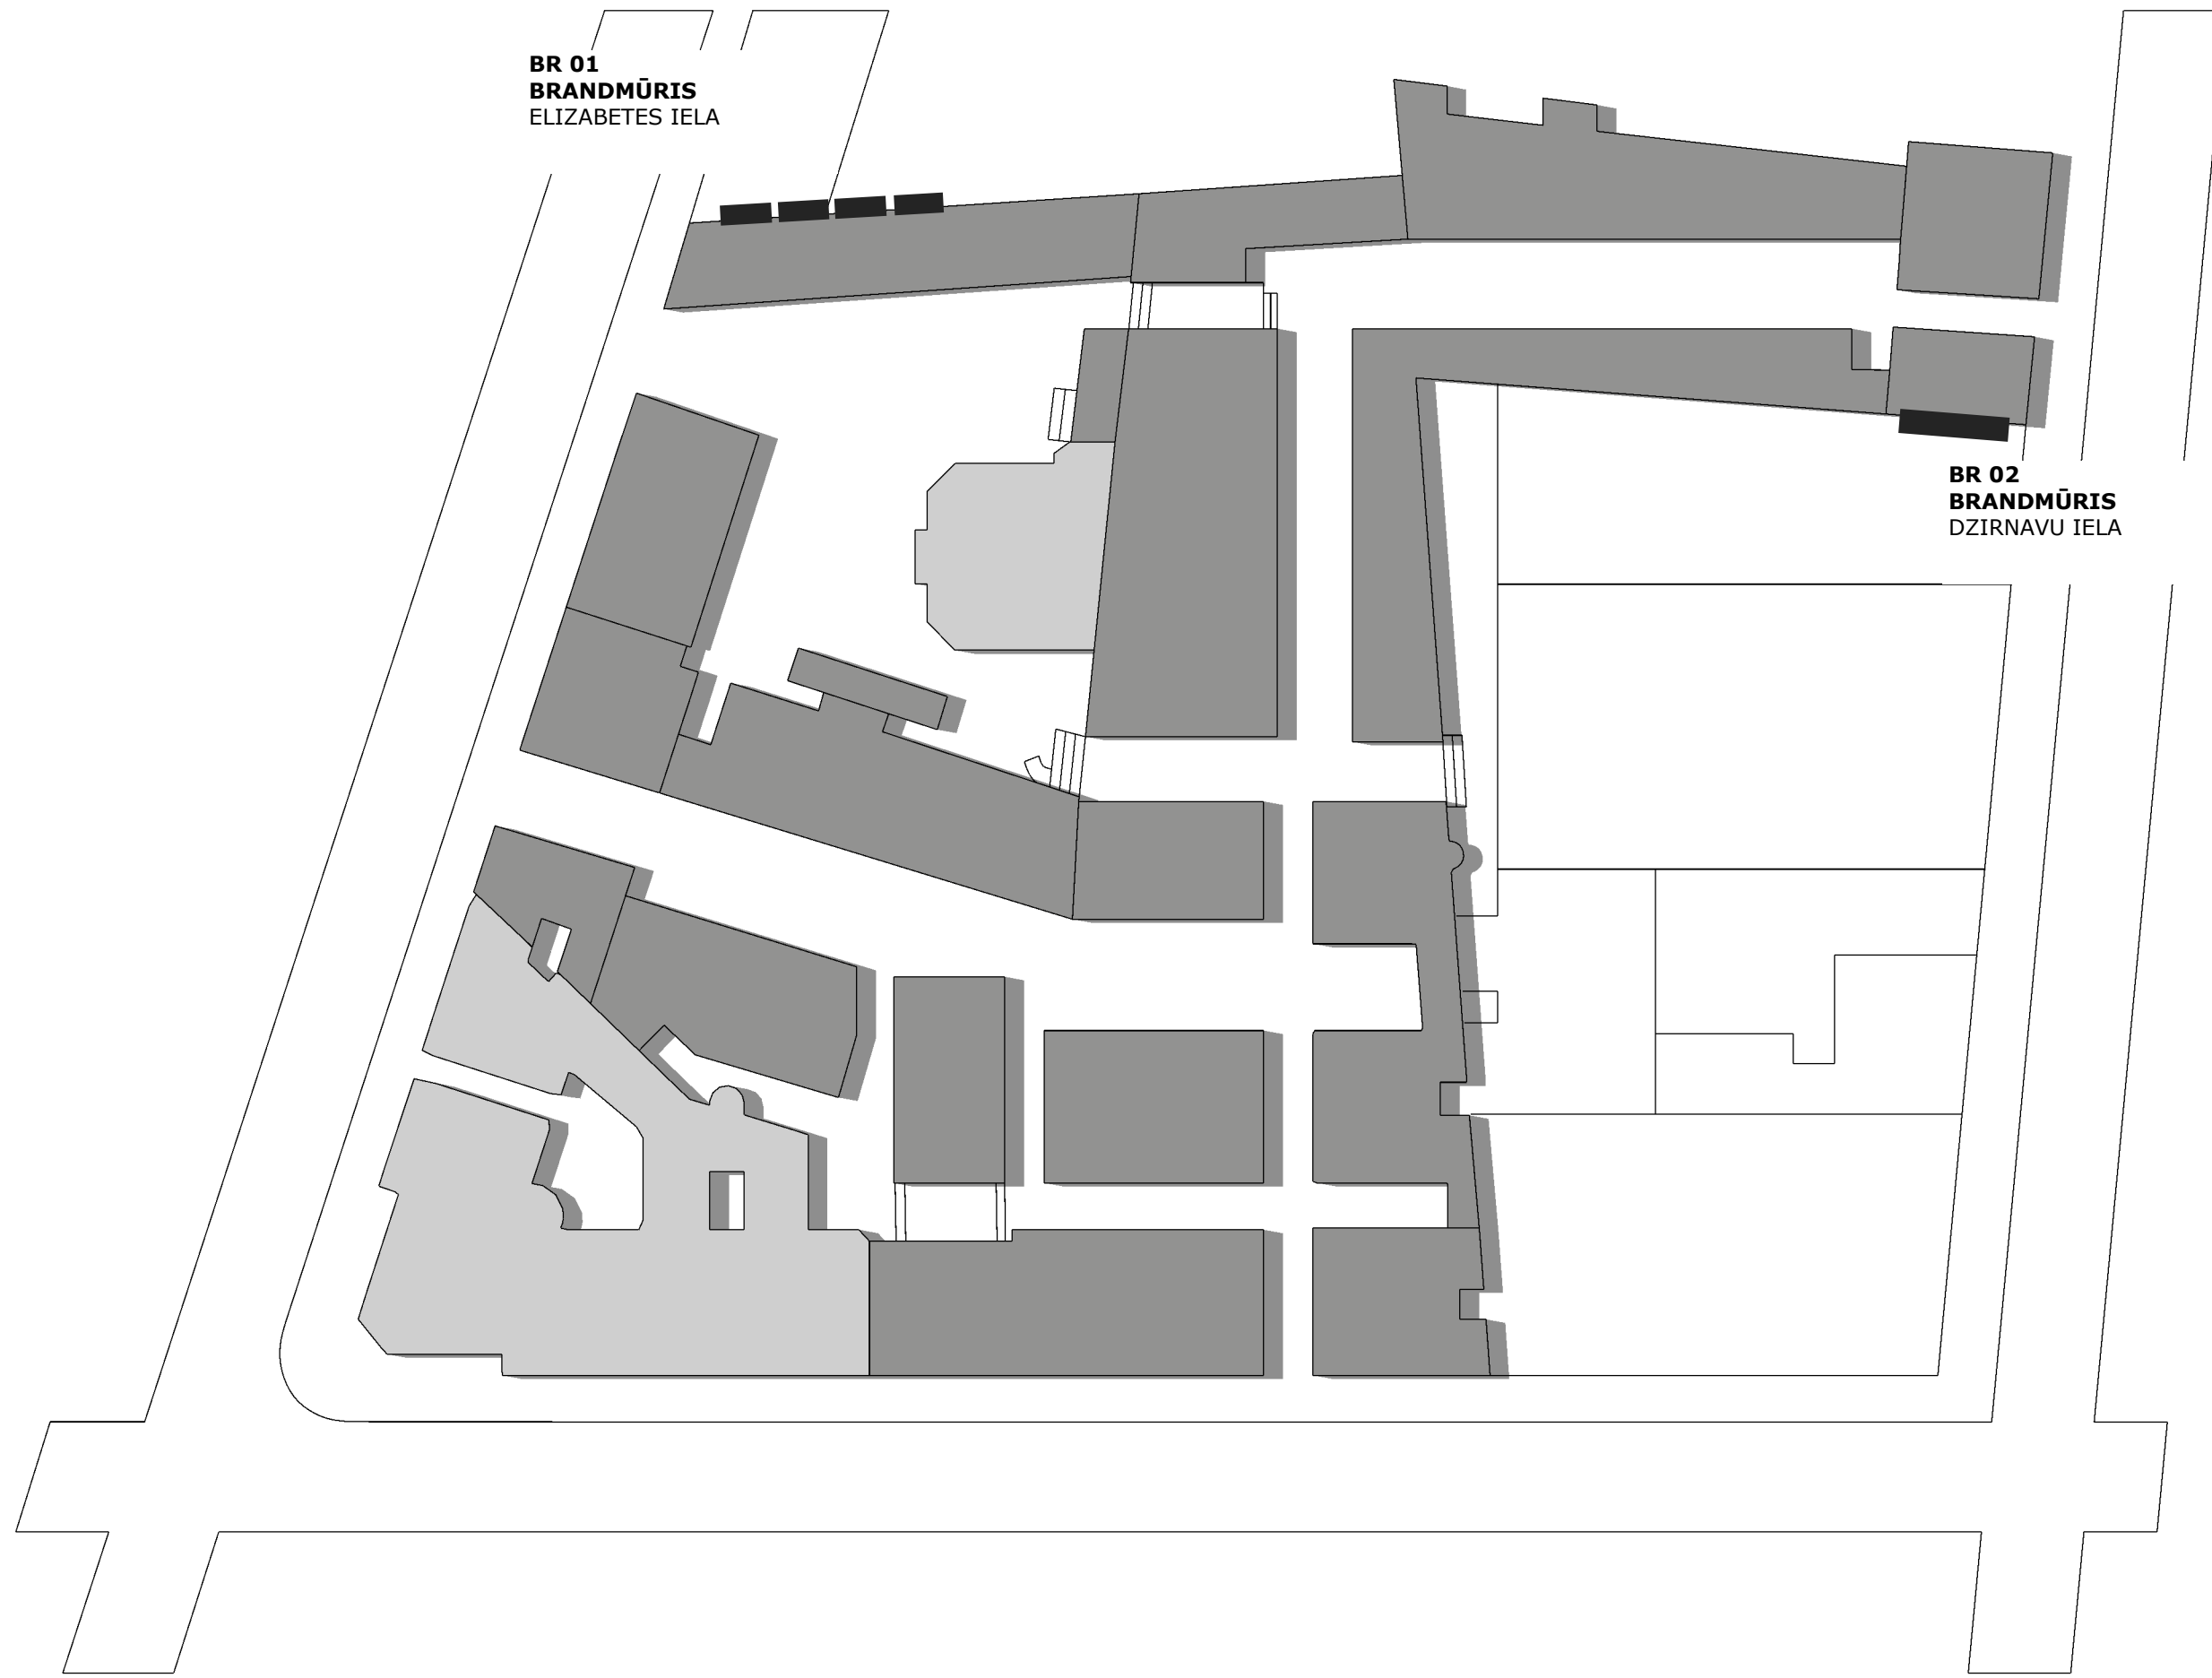 BR 01
BRANDMŪRIS
ELIZABETES IELA
BR 02
BRANDMŪRIS
DZIRNAVU IELA